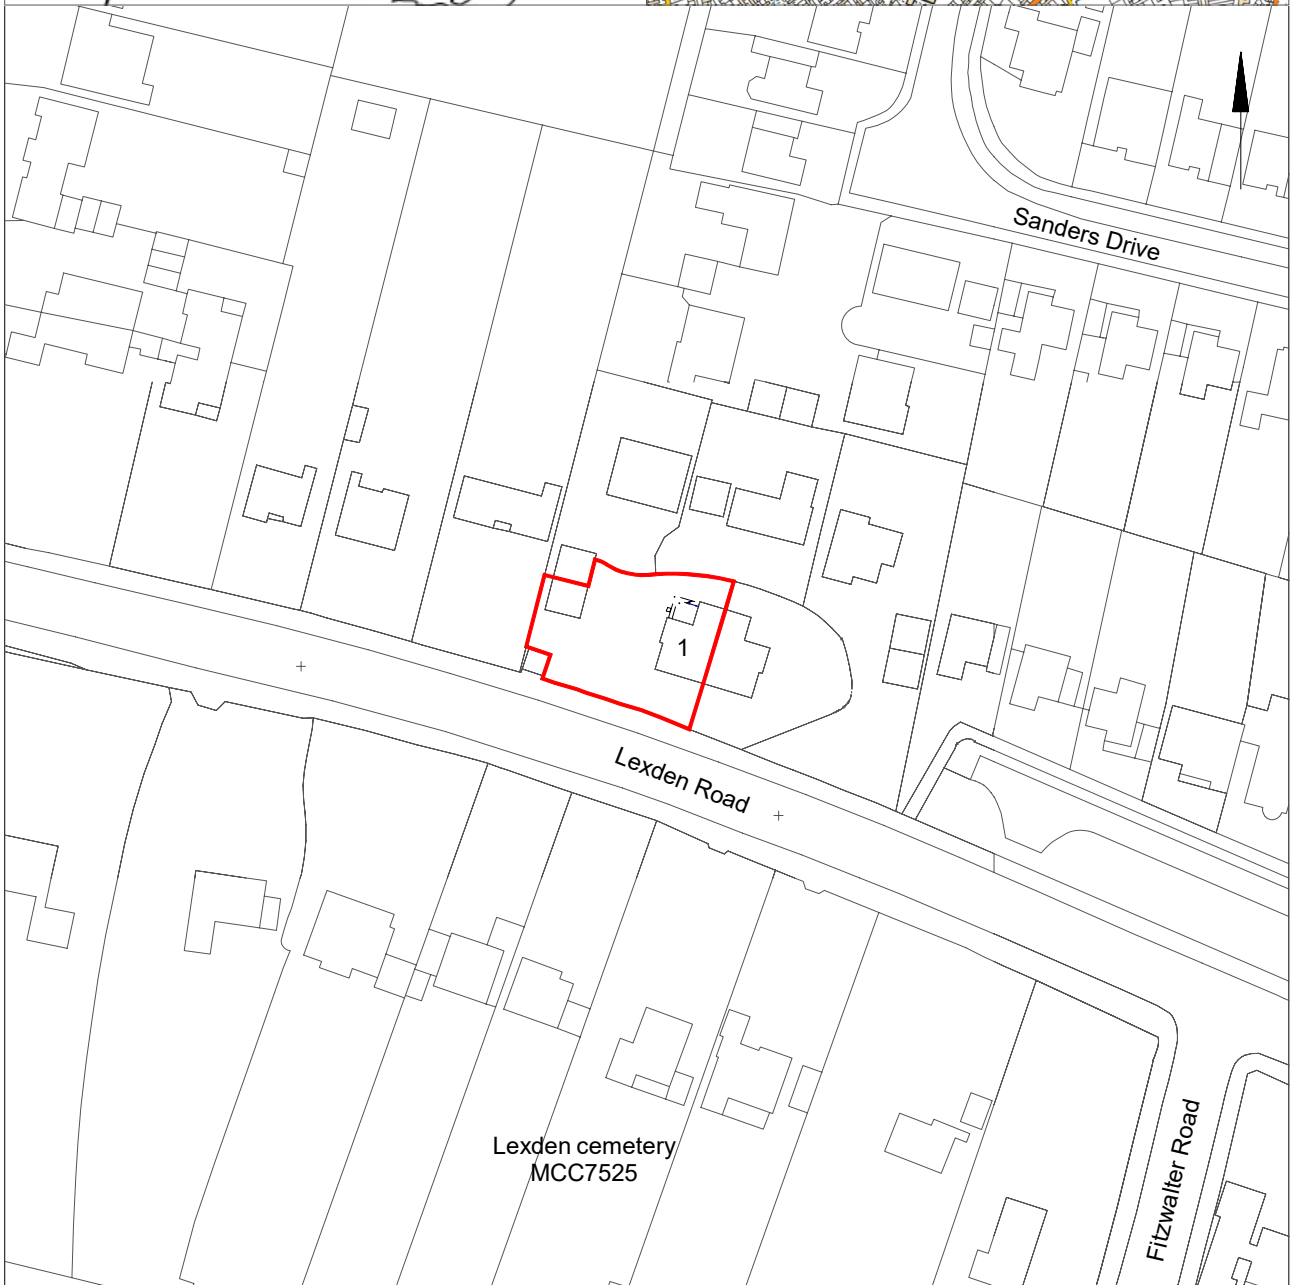 Sanders Drive
1
Lexden Road
Lexden cemetery
MCC7525
Fitzwalter Road